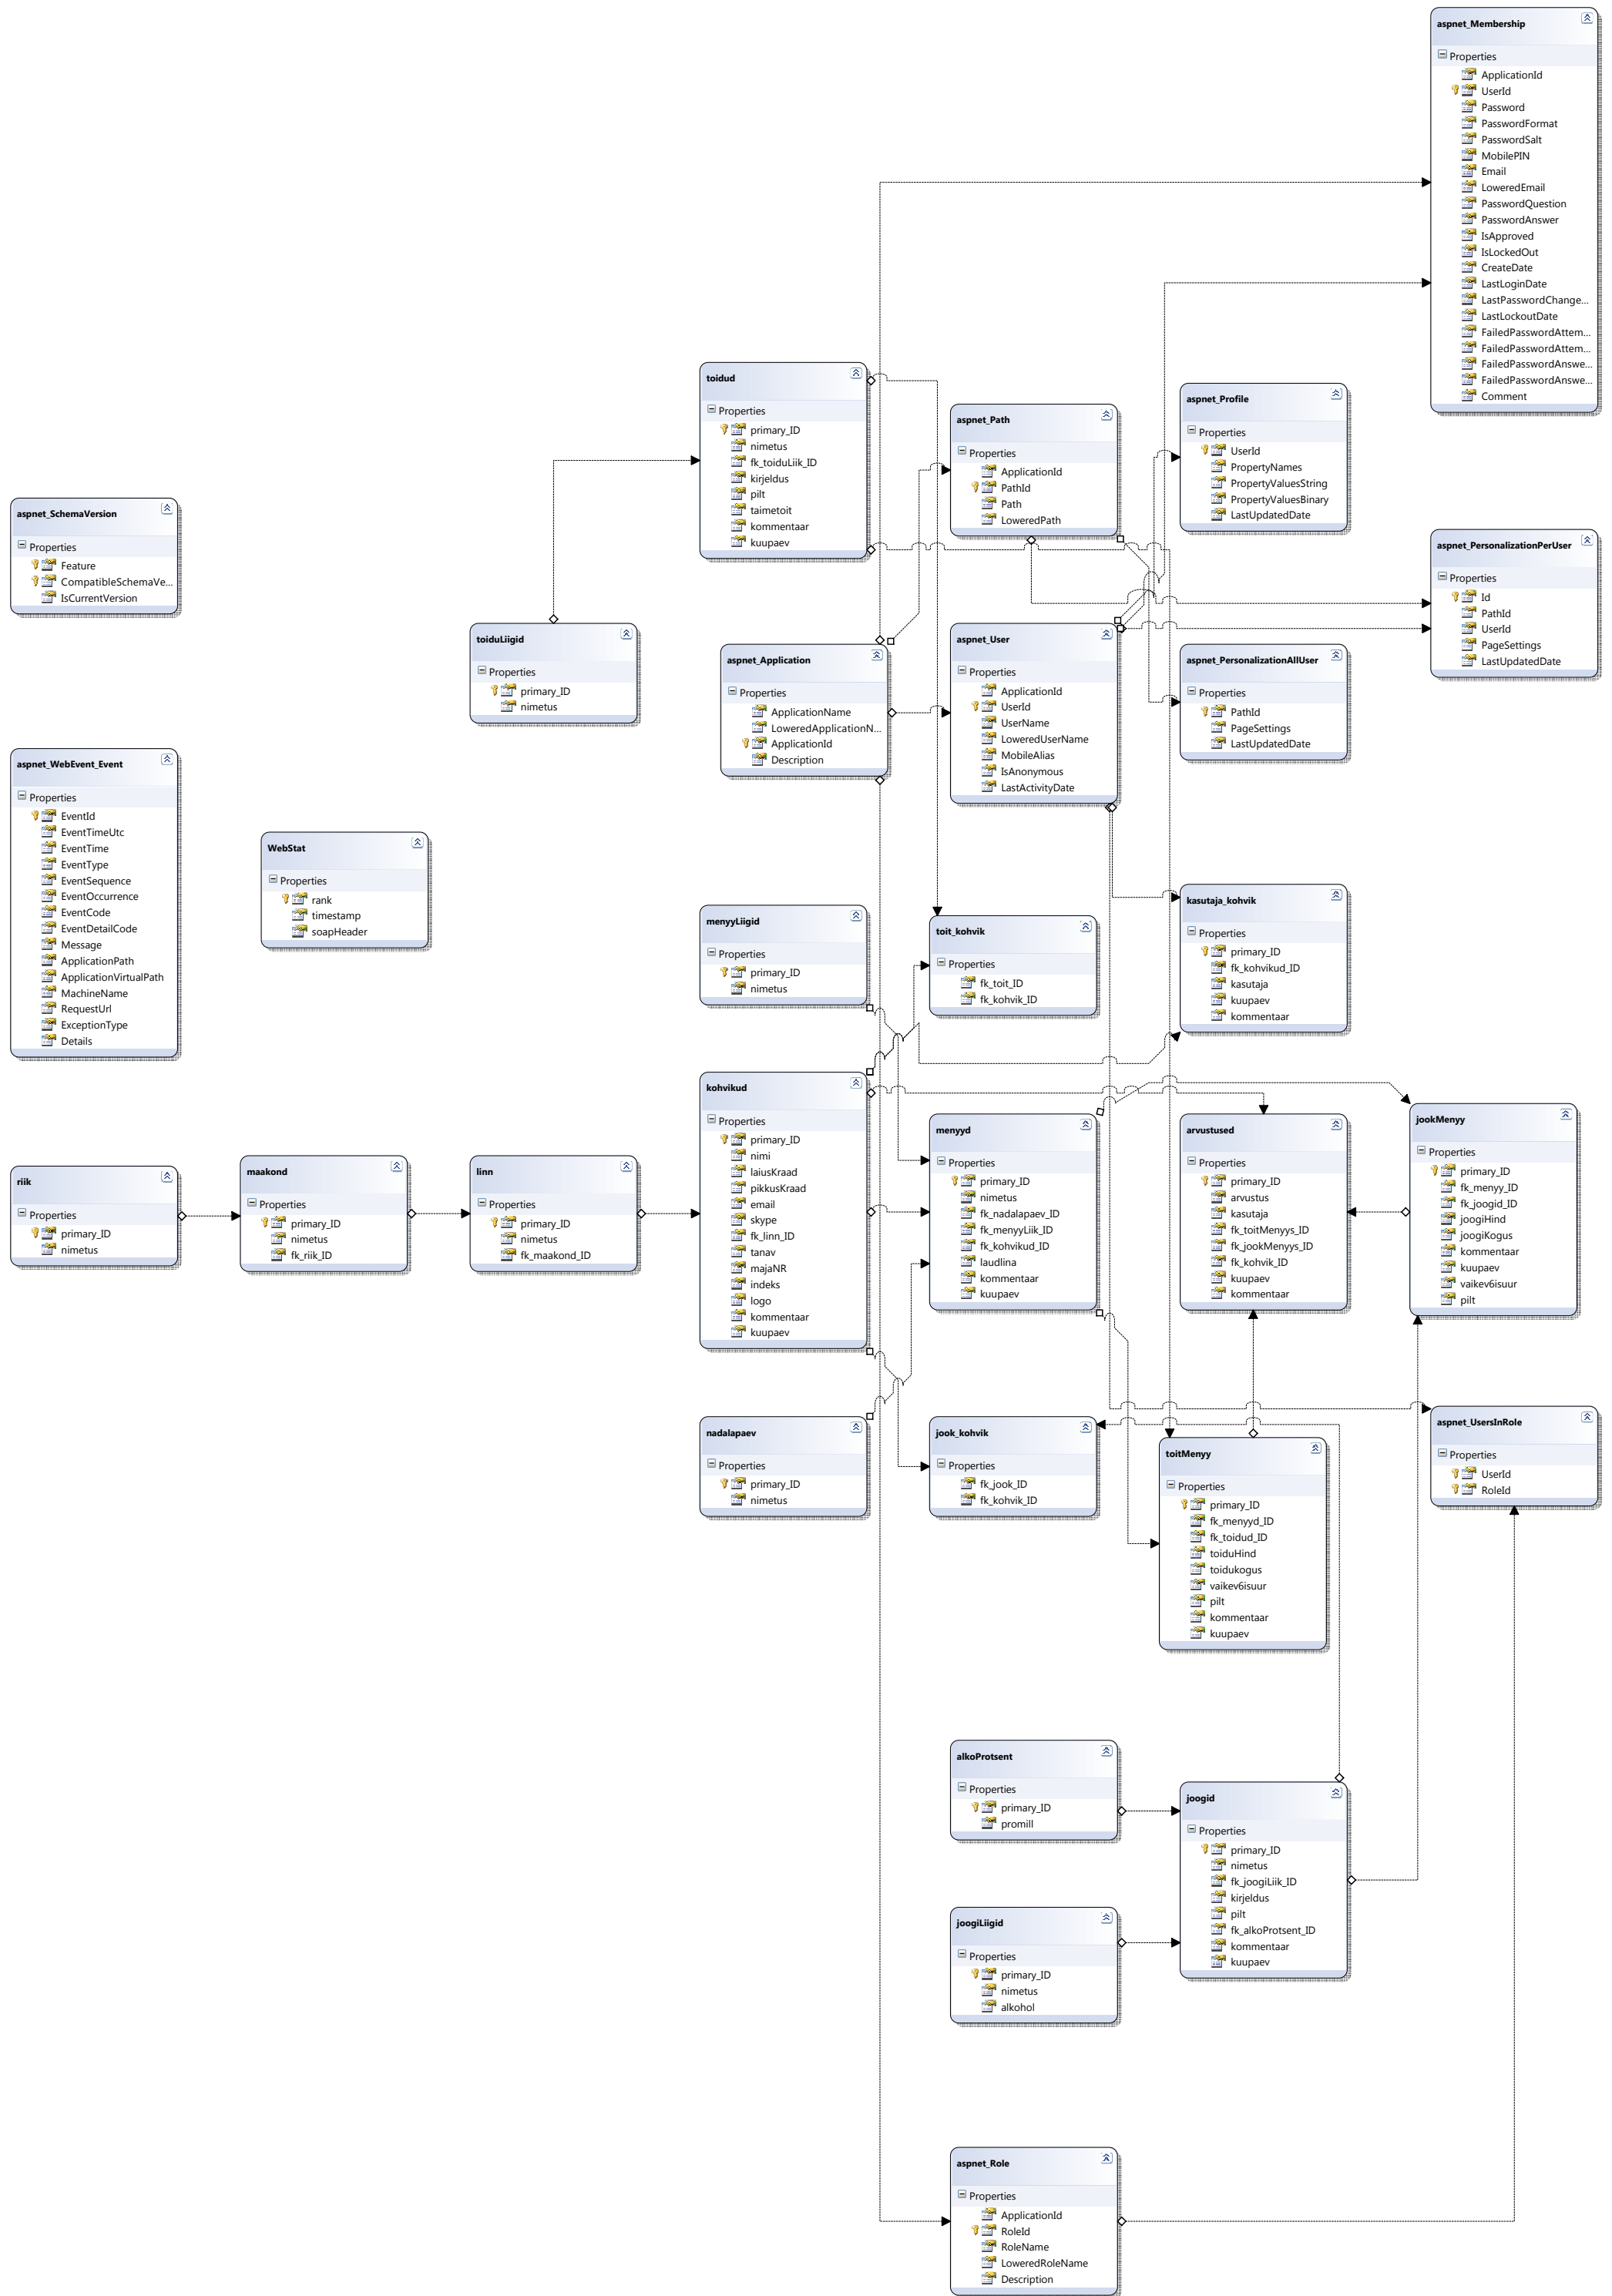 aspnet_Membership
Properties
ApplicationId
UserId
Password
PasswordFormat
PasswordSalt
MobilePIN
Email
LoweredEmail
PasswordQuestion
PasswordAnswer
IsApproved
IsLockedOut
CreateDate
LastLoginDate
LastPasswordChange...
LastLockoutDate
FailedPasswordAttem...
FailedPasswordAttem...
FailedPasswordAnswe...
FailedPasswordAnswe...
Comment
toidud
Properties
primary_ID
nimetus
fk_toiduLiik_ID
kirjeldus
pilt
taimetoit
kommentaar
kuupaev
aspnet_Path
Properties
ApplicationId
PathId
Path
LoweredPath
aspnet_Profile
Properties
UserId
PropertyNames
PropertyValuesString
PropertyValuesBinary
LastUpdatedDate
aspnet_SchemaVersion
Properties
Feature
CompatibleSchemaVe...
IsCurrentVersion
aspnet_PersonalizationPerUser
Properties
Id
PathId
UserId
PageSettings
LastUpdatedDate
toiduLiigid
Properties
primary_ID
nimetus
aspnet_Application
Properties
ApplicationName
LoweredApplicationN...
ApplicationId
Description
aspnet_User
Properties
ApplicationId
UserId
UserName
LoweredUserName
MobileAlias
IsAnonymous
LastActivityDate
aspnet_PersonalizationAllUser
Properties
PathId
PageSettings
LastUpdatedDate
aspnet_WebEvent_Event
Properties
EventId
EventTimeUtc
EventTime
EventType
EventSequence
EventOccurrence
EventCode
EventDetailCode
Message
ApplicationPath
ApplicationVirtualPath
MachineName
RequestUrl
ExceptionType
Details
WebStat
Properties
rank
timestamp
soapHeader
menyyLiigid
Properties
primary_ID
nimetus
toit_kohvik
Properties
fk_toit_ID
fk_kohvik_ID
kasutaja_kohvik
Properties
primary_ID
fk_kohvikud_ID
kasutaja
kuupaev
kommentaar
riik
Properties
primary_ID
nimetus
maakond
Properties
primary_ID
nimetus
fk_riik_ID
linn
Properties
primary_ID
nimetus
fk_maakond_ID
kohvikud
Properties
primary_ID
nimi
laiusKraad
pikkusKraad
email
skype
fk_linn_ID
tanav
majaNR
indeks
logo
kommentaar
kuupaev
menyyd
Properties
primary_ID
nimetus
fk_nadalapaev_ID
fk_menyyLiik_ID
fk_kohvikud_ID
laudlina
kommentaar
kuupaev
arvustused
Properties
primary_ID
arvustus
kasutaja
fk_toitMenyys_ID
fk_jookMenyys_ID
fk_kohvik_ID
kuupaev
kommentaar
jookMenyy
Properties
primary_ID
fk_menyy_ID
fk_joogid_ID
joogiHind
joogiKogus
kommentaar
kuupaev
vaikev6isuur
pilt
nadalapaev
Properties
primary_ID
nimetus
jook_kohvik
Properties
fk_jook_ID
fk_kohvik_ID
toitMenyy
Properties
primary_ID
fk_menyyd_ID
fk_toidud_ID
toiduHind
toidukogus
vaikev6isuur
pilt
kommentaar
kuupaev
aspnet_UsersInRole
Properties
UserId
RoleId
alkoProtsent
Properties
primary_ID
promill
joogid
Properties
primary_ID
nimetus
fk_joogiLiik_ID
kirjeldus
pilt
fk_alkoProtsent_ID
kommentaar
kuupaev
joogiLiigid
Properties
primary_ID
nimetus
alkohol
aspnet_Role
Properties
ApplicationId
RoleId
RoleName
LoweredRoleName
Description